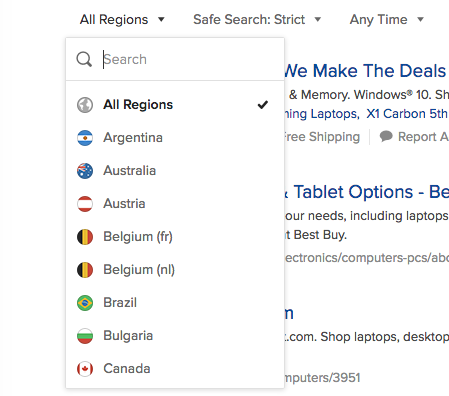 All Regions Safe Search: Strict Any Time
Search
All Regions
Argentina
Australia
Austria
Belgium (fr)
Belgium (nl)
Brazil
Bulgaria
Canada
We Make The Deals
& Memory. Windows® 10. Sh
ning Laptops, X1 Carbon 5th
Free Shipping Report A
& Tablet Options - Be
our needs, including laptops
t Best Buy.
ectronics/computers-pcs/abc
m
t.com. Shop laptops, desktop
mputers/3951